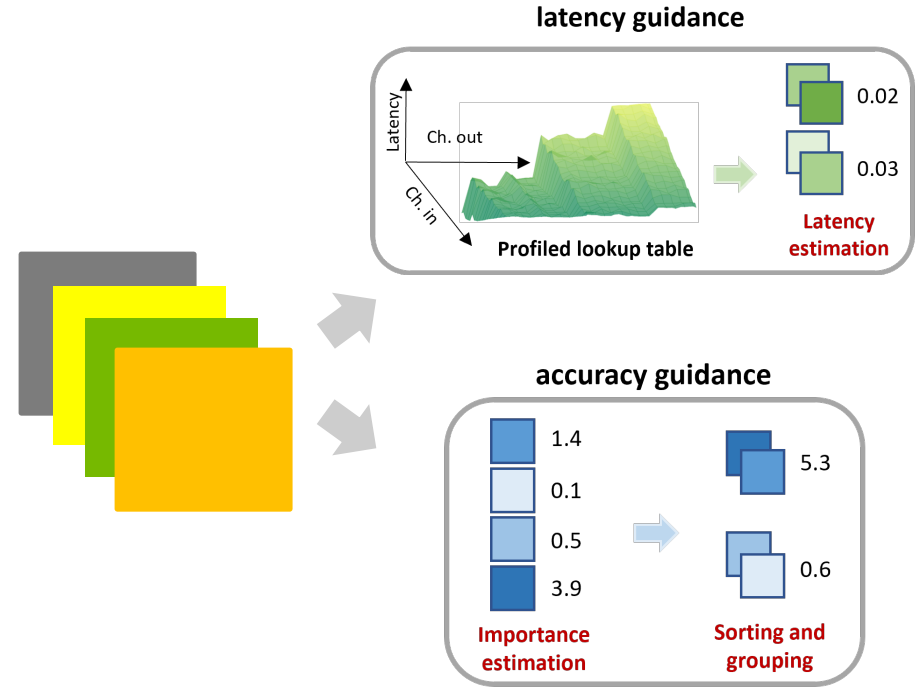 latency guidance
Latency
Ch. out
Ch. in
Profiled lookup table
0.02
0.03
Latency
estimation
accuracy guidance
1.4
0.1
0.5
3.9
Importance
estimation
5.3
0.6
Sorting and
grouping